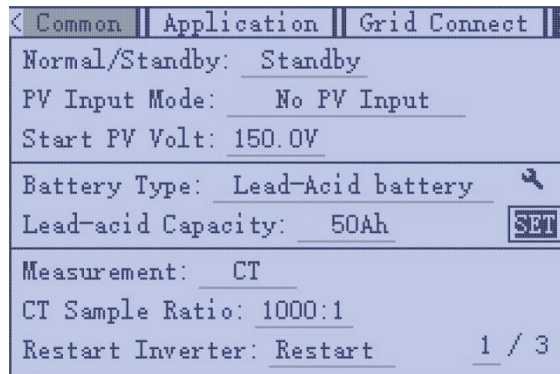 < Common Application Grid Connect
Normal/Standby: Standby
PV Input Mode: No PV Input
Start PV Volt: 150.0V
Battery Type: Lead-Acid battery
Lead-acid Capacity: 50Ah SET
Measurement: CT
CT Sample Ratio: 1000:1
Restart Inverter: Restart 1 / 3